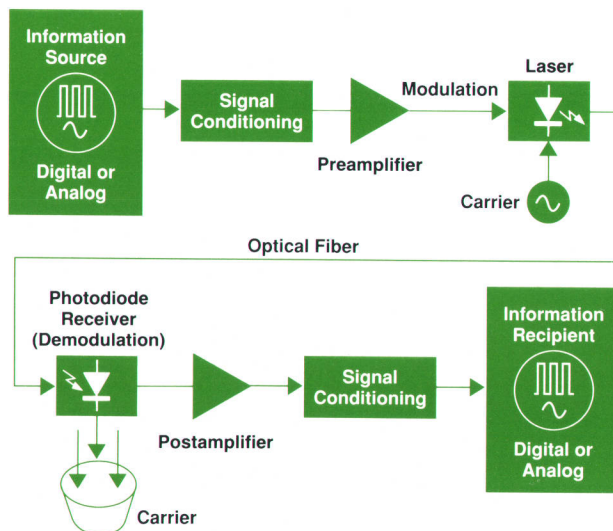 Information
Source
Digital or
Analog
Signal
Conditioning
Preamplifier
Modulation
Laser
Carrier
Optical Fiber
Photodiode
Receiver
(Demodulation)
Carrier
Postamplifier
Signal
Conditioning
Information
Recipient
Digital or
Analog